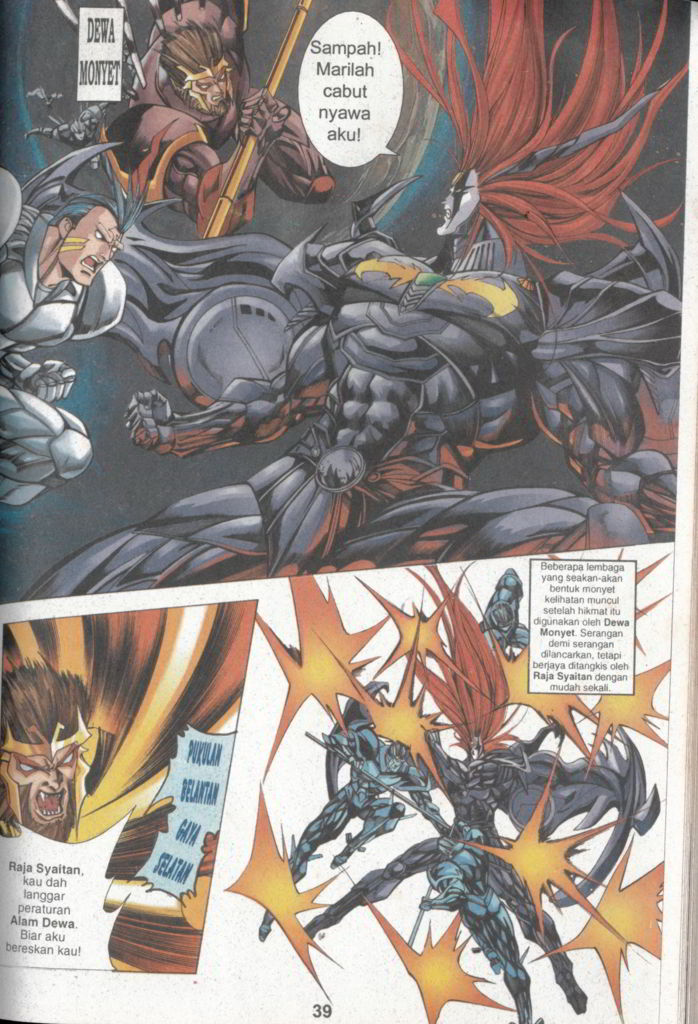 DEWA
MONYET
Sampah!
Marilah
cabut
nyawa
aku!
Beberapa lembaga
yang seakan-akan
bentuk monyet
kelihatan muncul
setelah hikmat itu
digunakan oleh Dewa
Monyet. Serangan
demi serangan
dilancarkan, tetapi
berjaya ditangkis oleh
Raja Syaitan dengan
mudah sekali.
PUKULAN
BELANTAN
GAYA
SELATAN
Raja Syaitan,
kau dah
langgar
peraturan
Alam Dewa.
Biar aku
bereskan kau!
39